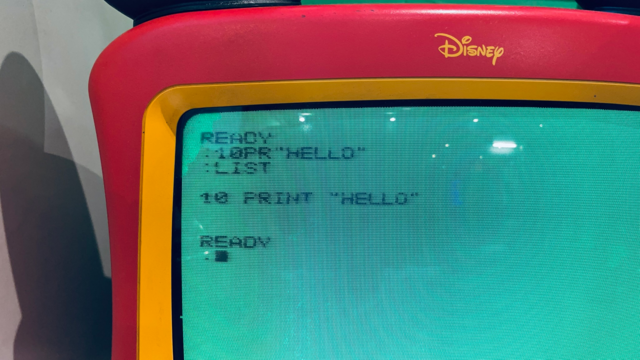 Disney
READY
:10PR"HELLO"
:LIST
10 PRINT "HELLO"
READY
: